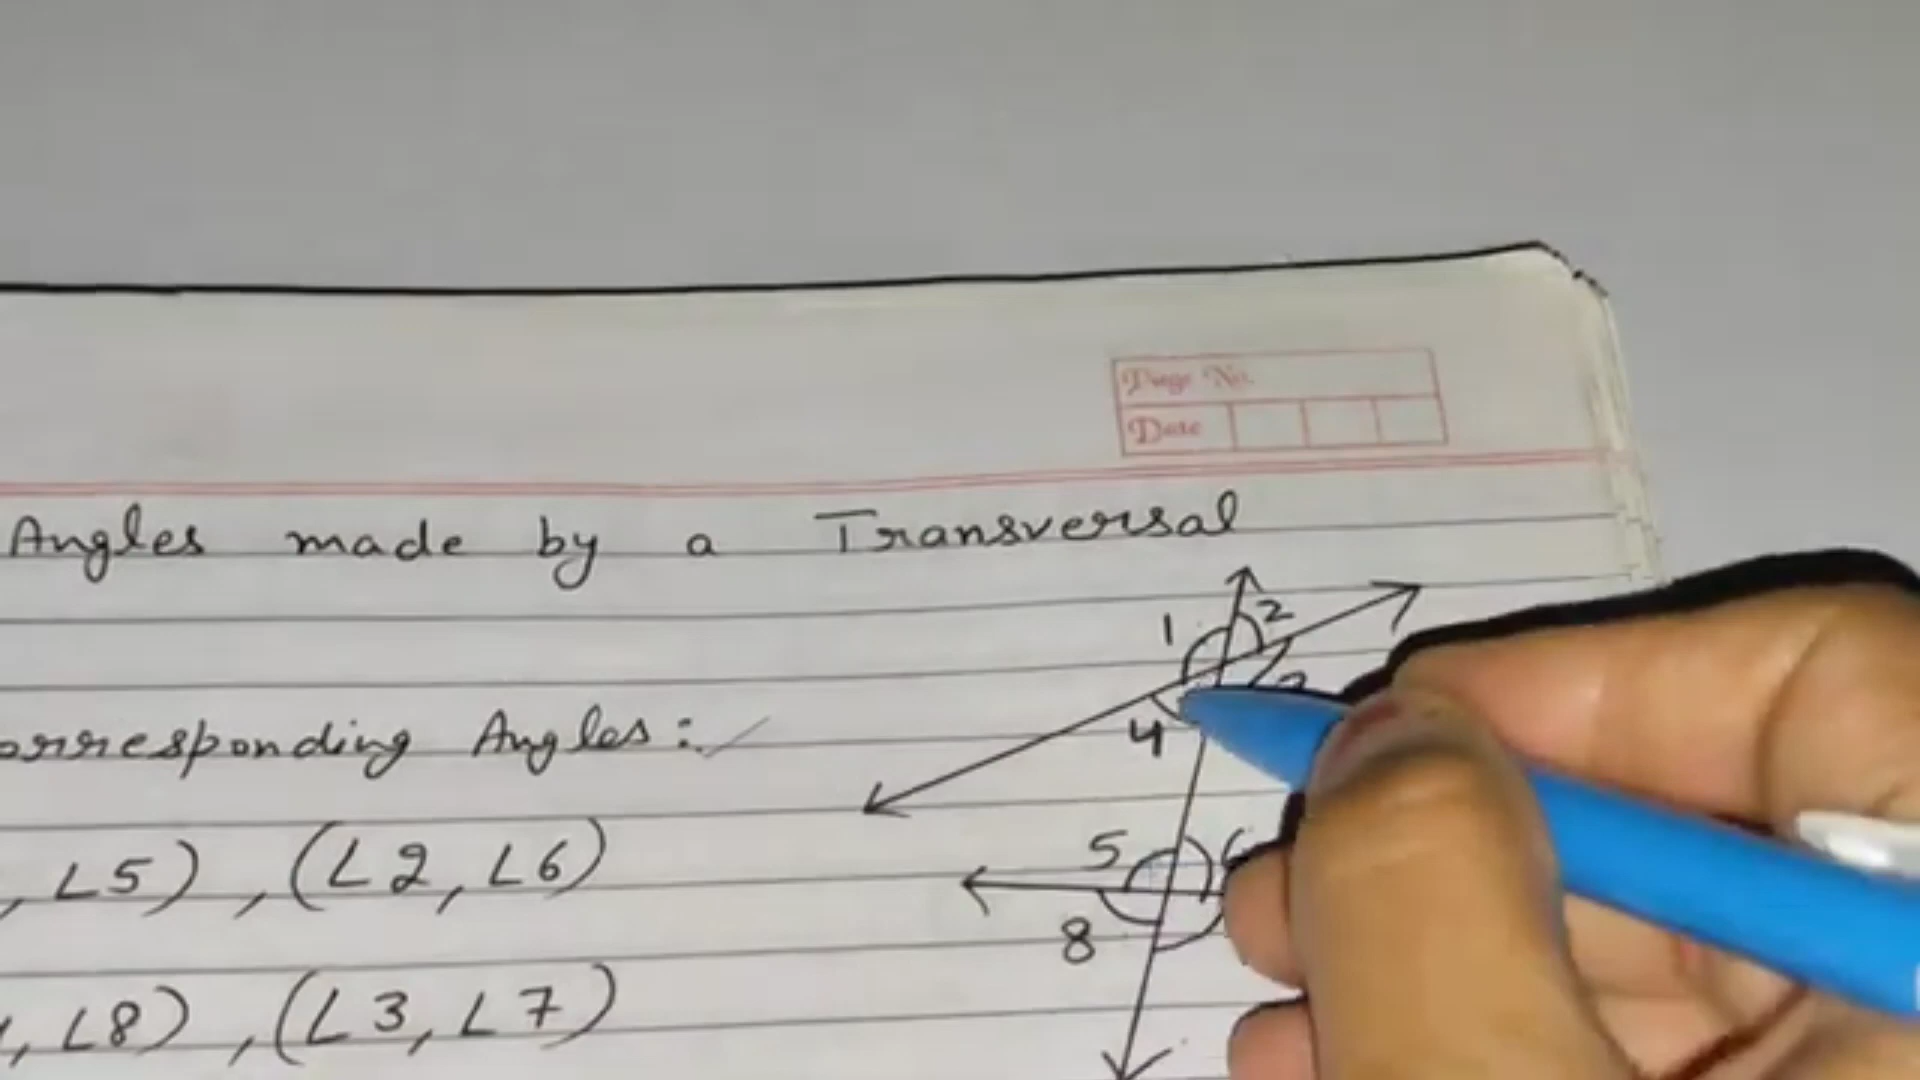 Page No.
Date
Angles made by a Transversal
1 2
4
orresponding Angles:
5 6
, ∠5) , (∠2, ∠6)
8
, ∠8) , (∠3, ∠7)